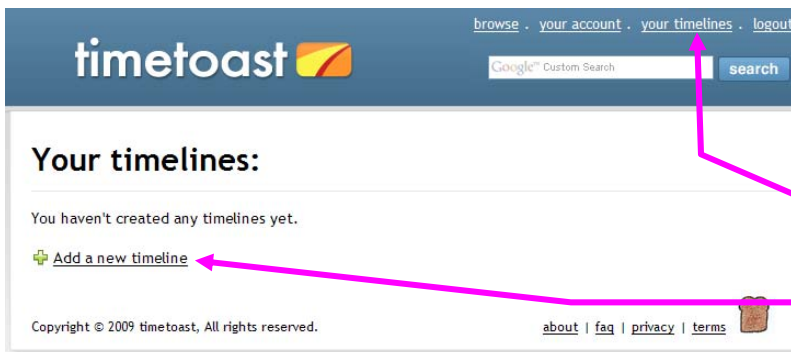 browse . your account . your timelines . logout
timetoast
Google™ Custom Search search
Your timelines:
You haven't created any timelines yet.
Add a new timeline
Copyright © 2009 timetoast, All rights reserved. about | faq | privacy | terms